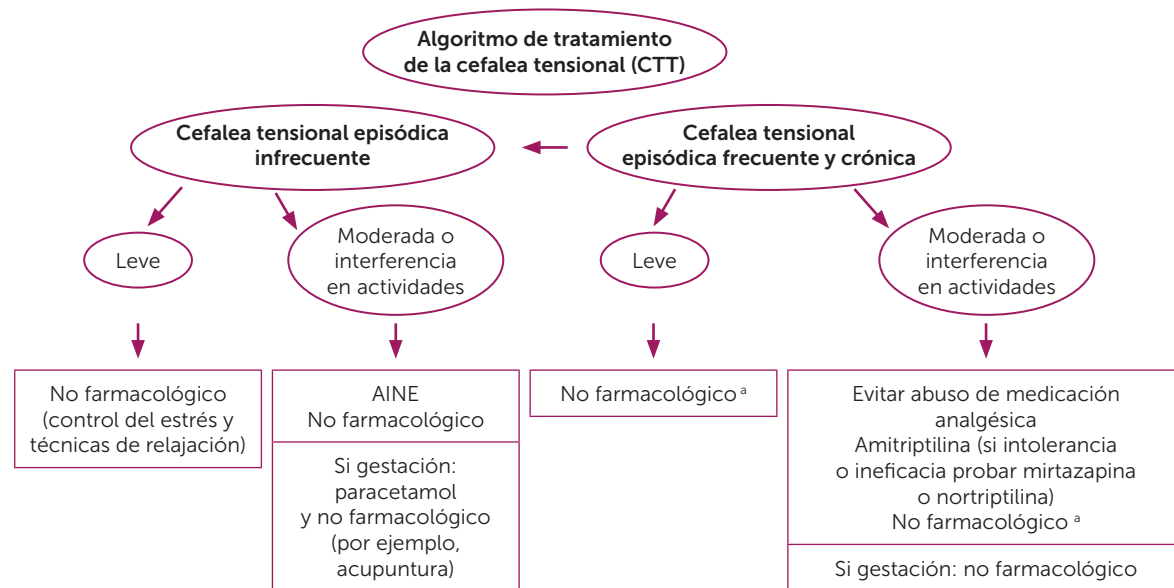 Algoritmo de tratamiento
de la cefalea tensional (CTT)
Cefalea tensional episódica
infrecuente
Cefalea tensional
episódica frecuente y crónica
Leve
Moderada o
interferencia
en actividades
Leve
Moderada o
interferencia
en actividades
No farmacológico
(control del estrés y
técnicas de relajación)
AINE
No farmacológico
Si gestación:
paracetamol
y no farmacológico
(por ejemplo,
acupuntura)
No farmacológico ᵃ
Evitar abuso de medicación
analgésica
Amitriptilina (si intolerancia
o ineficacia probar mirtazapina
o nortriptilina)
No farmacológico ᵃ
Si gestación: no farmacológico